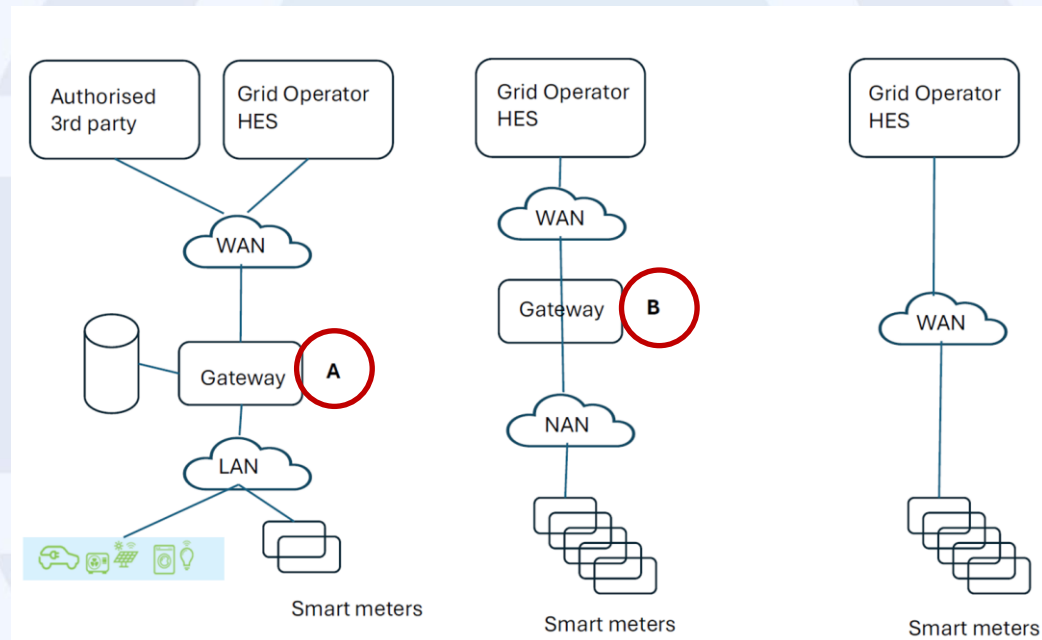 Authorised
3rd party
Grid Operator
HES
WAN
Gateway
A
LAN
Smart meters
Grid Operator
HES
WAN
Gateway
B
NAN
Smart meters
Grid Operator
HES
WAN
Smart meters